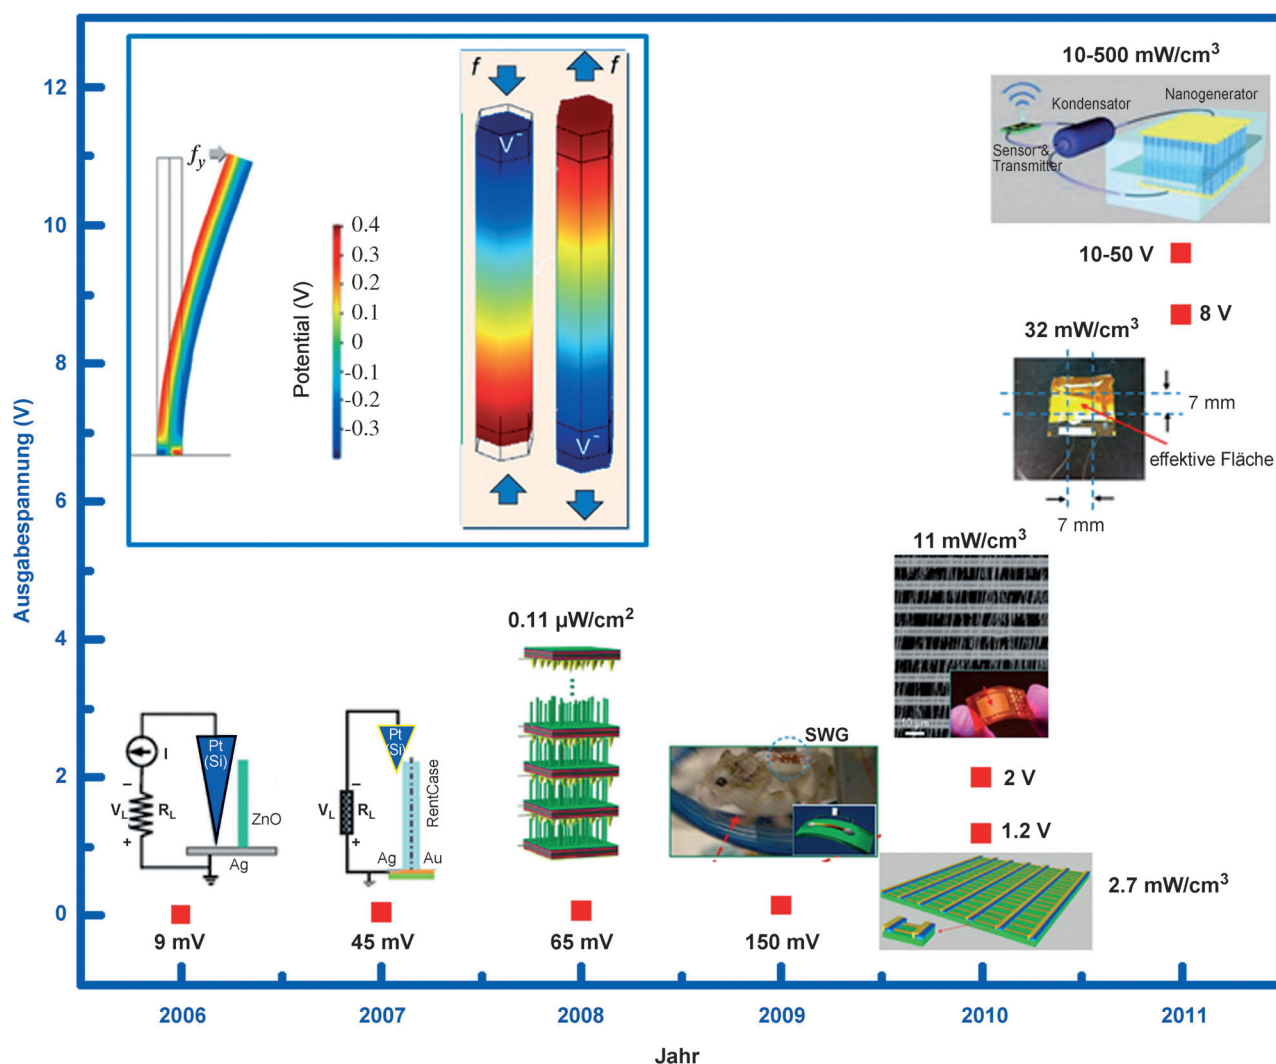 10-500 mW/cm³
Kondensator
Nanogenerator
Sensor &
Transmitter
10-50 V
8 V
32 mW/cm³
7 mm
effektive Fläche
7 mm
11 mW/cm³
2 V
1.2 V
2.7 mW/cm³
f
f
V⁻
V⁻
V⁻
fy
Potential (V)
0.4
0.3
0.2
0.1
0
-0.1
-0.2
-0.3
0.11 µW/cm²
SWG
Pt
(Si)
I
−
VL
RL
+
ZnO
Ag
Pt
(Si)
−
VL
RL
+
RentCase
Ag
Au
9 mV
45 mV
65 mV
150 mV
Ausgabespannung (V)
12
10
8
6
4
2
0
2006
2007
2008
2009
2010
2011
Jahr